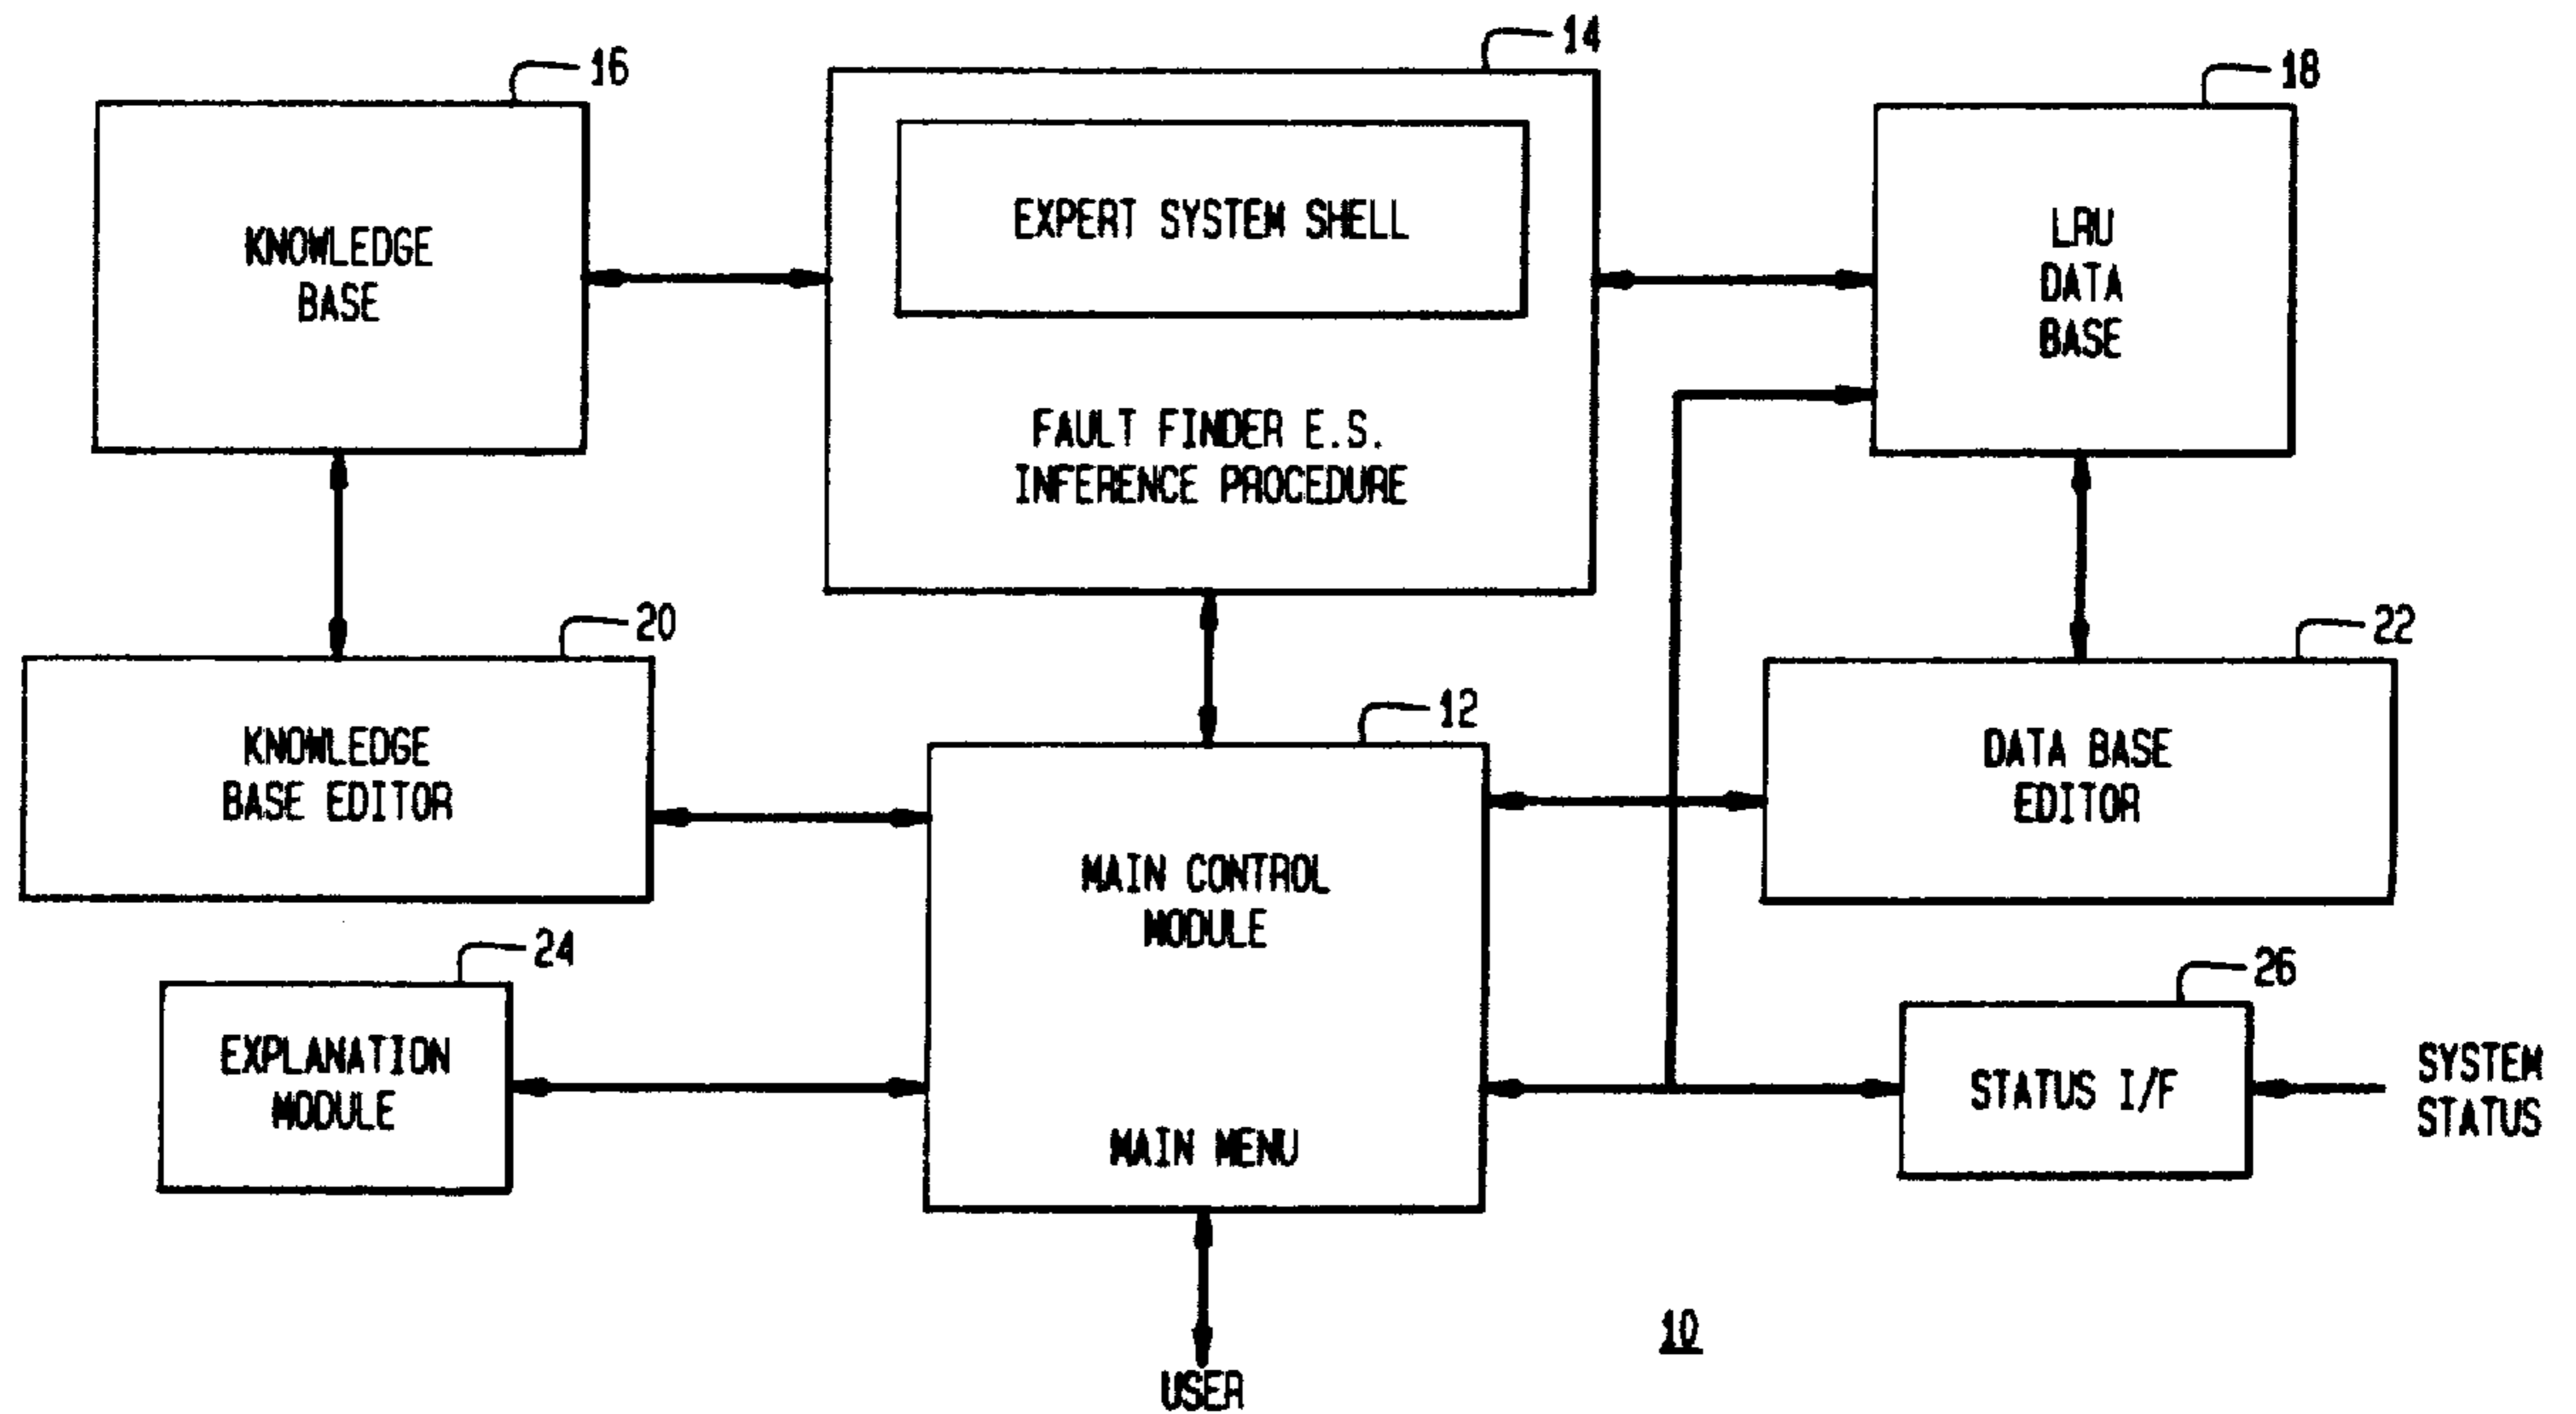 16
KNOWLEDGE
BASE
14
EXPERT SYSTEM SHELL
FAULT FINDER E.S.
INFERENCE PROCEDURE
18
LRU
DATA
BASE
20
KNOWLEDGE
BASE EDITOR
12
MAIN CONTROL
MODULE
MAIN MENU
22
DATA BASE
EDITOR
24
EXPLANATION
MODULE
26
STATUS I/F
SYSTEM
STATUS
USER
10